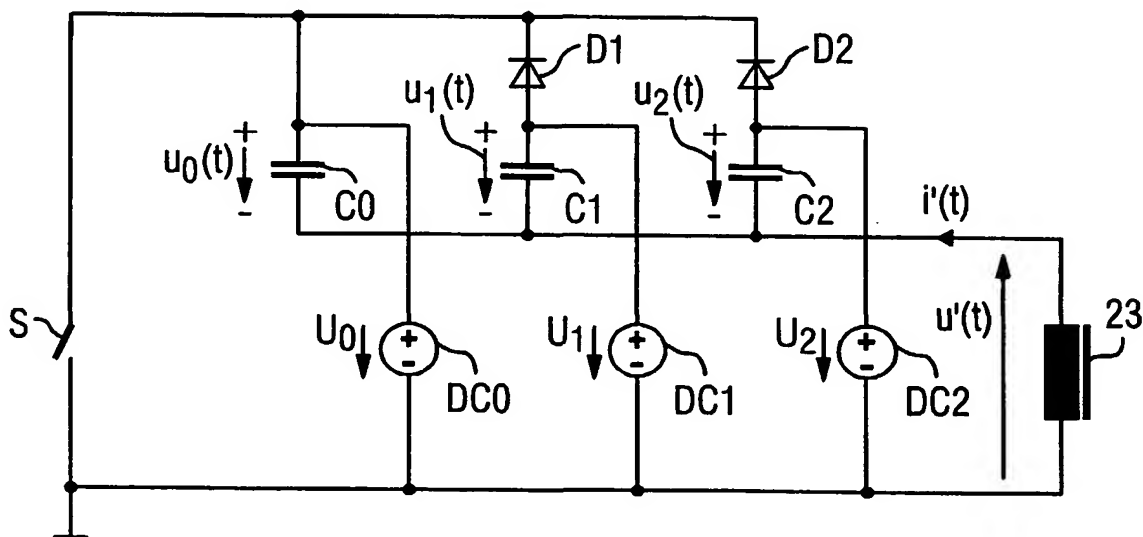 D1
D2
u1(t)
u2(t)
+
+
+
u0(t)
-
C0
-
C1
-
C2
i'(t)
S
U0
+
-
DC0
U1
+
-
DC1
U2
+
-
DC2
u'(t)
23